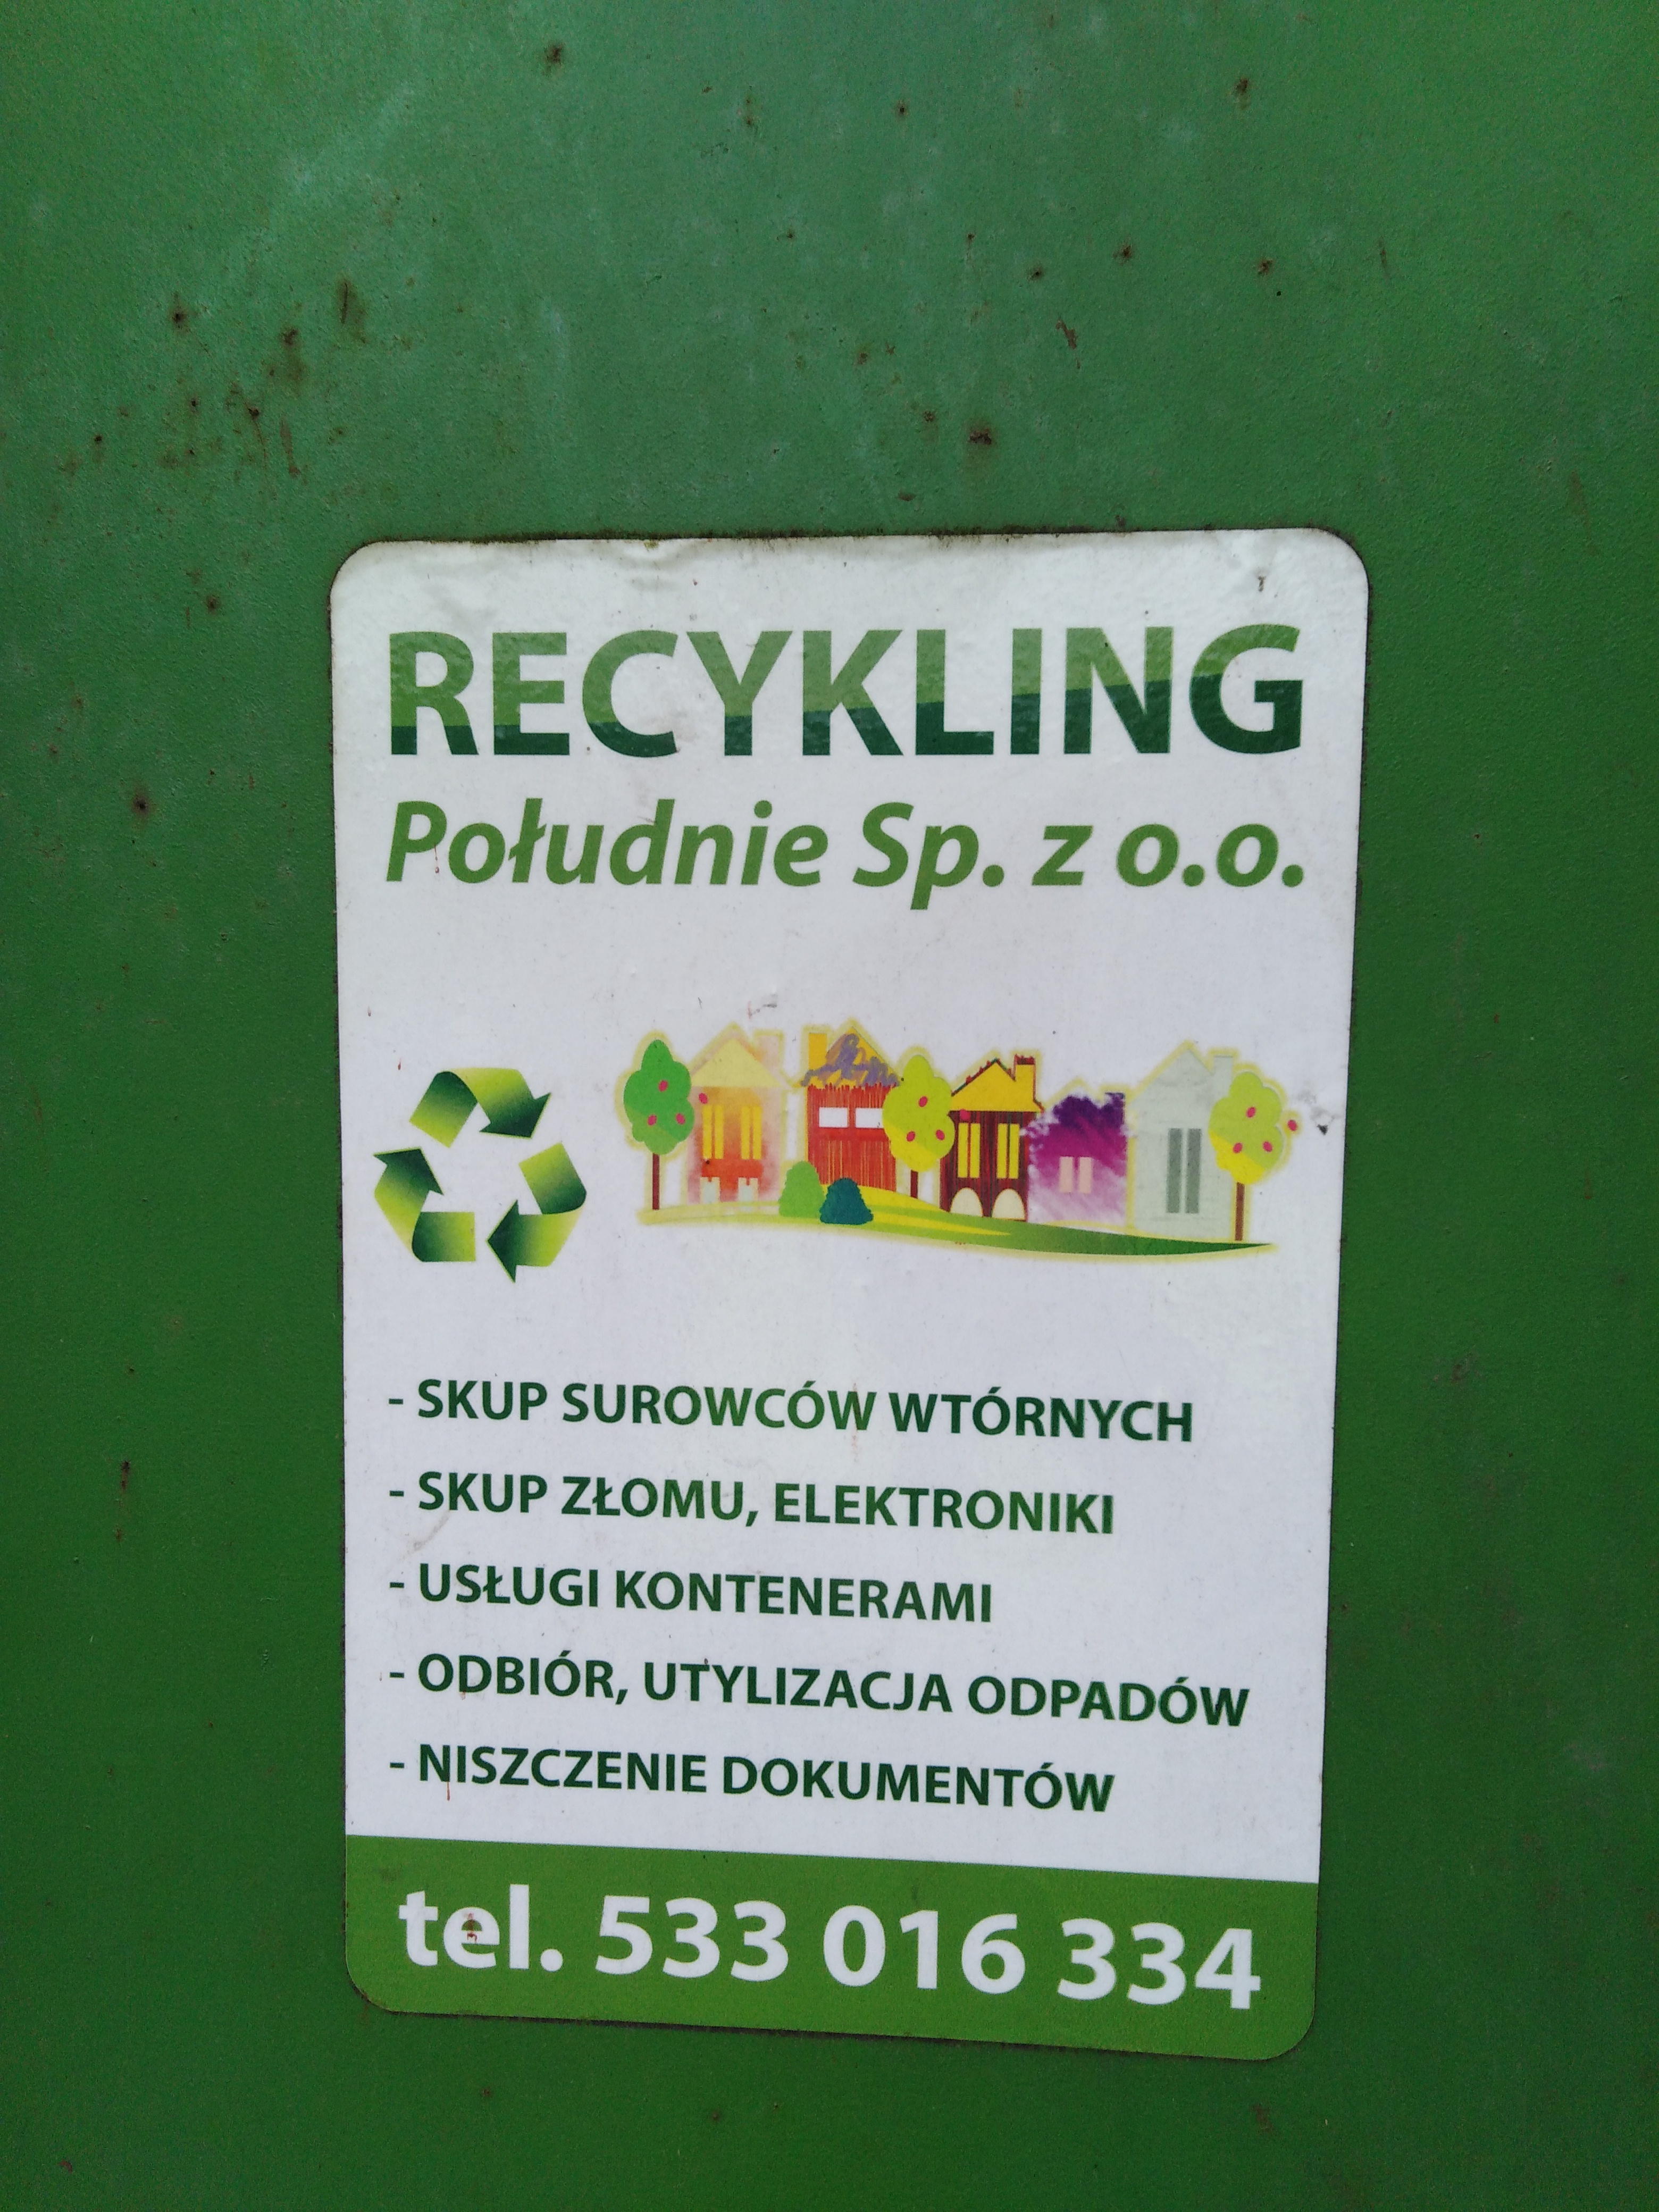 RECYKLING
Południe Sp. z o.o.
- SKUP SUROWCÓW WTÓRNYCH
- SKUP ZŁOMU, ELEKTRONIKI
- USŁUGI KONTENERAMI
- ODBIÓR, UTYLIZACJA ODPADÓW
- NISZCZENIE DOKUMENTÓW
tel. 533 016 334